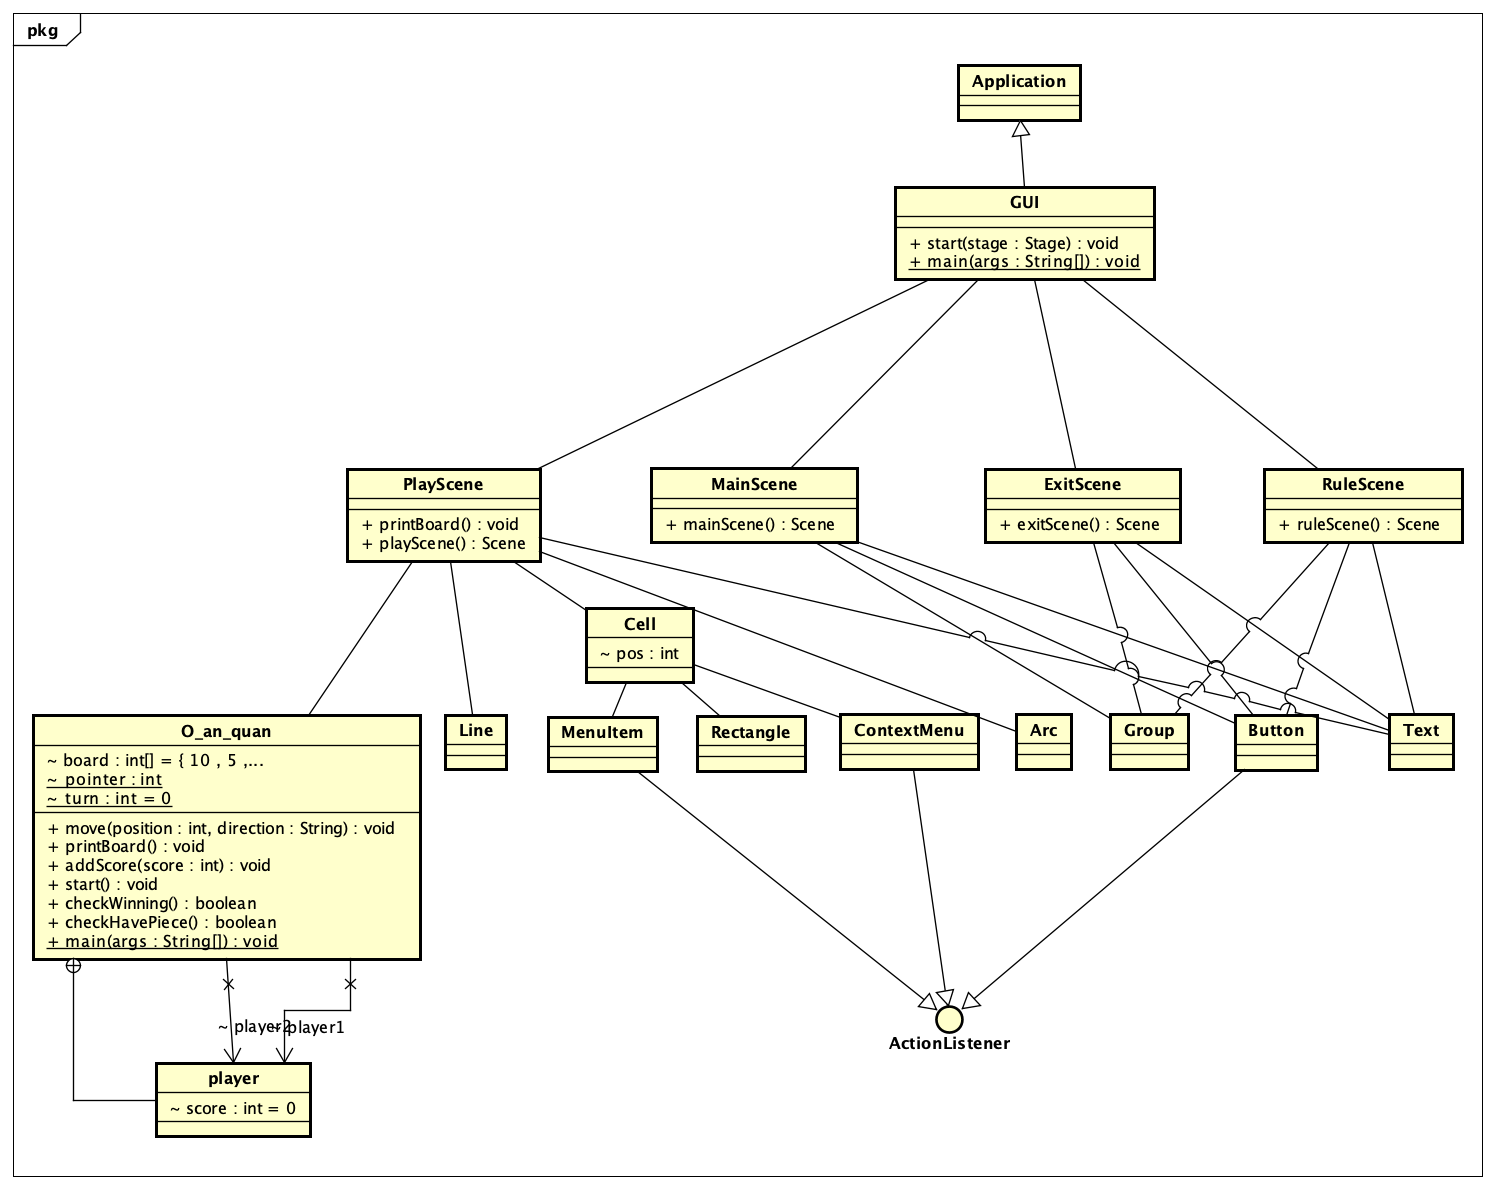 pkg
Application
GUI
+ start(stage : Stage) : void
+ main(args : String[]) : void
PlayScene
+ printBoard() : void
+ playScene() : Scene
MainScene
+ mainScene() : Scene
ExitScene
+ exitScene() : Scene
RuleScene
+ ruleScene() : Scene
Cell
~ pos : int
O_an_quan
~ board : int[] = { 10 , 5 ,...
~ pointer : int
~ turn : int = 0
+ move(position : int, direction : String) : void
+ printBoard() : void
+ addScore(score : int) : void
+ start() : void
+ checkWinning() : boolean
+ checkHavePiece() : boolean
+ main(args : String[]) : void
Line
MenuItem
Rectangle
ContextMenu
Arc
Group
Button
Text
~ player2
~ player1
ActionListener
player
~ score : int = 0